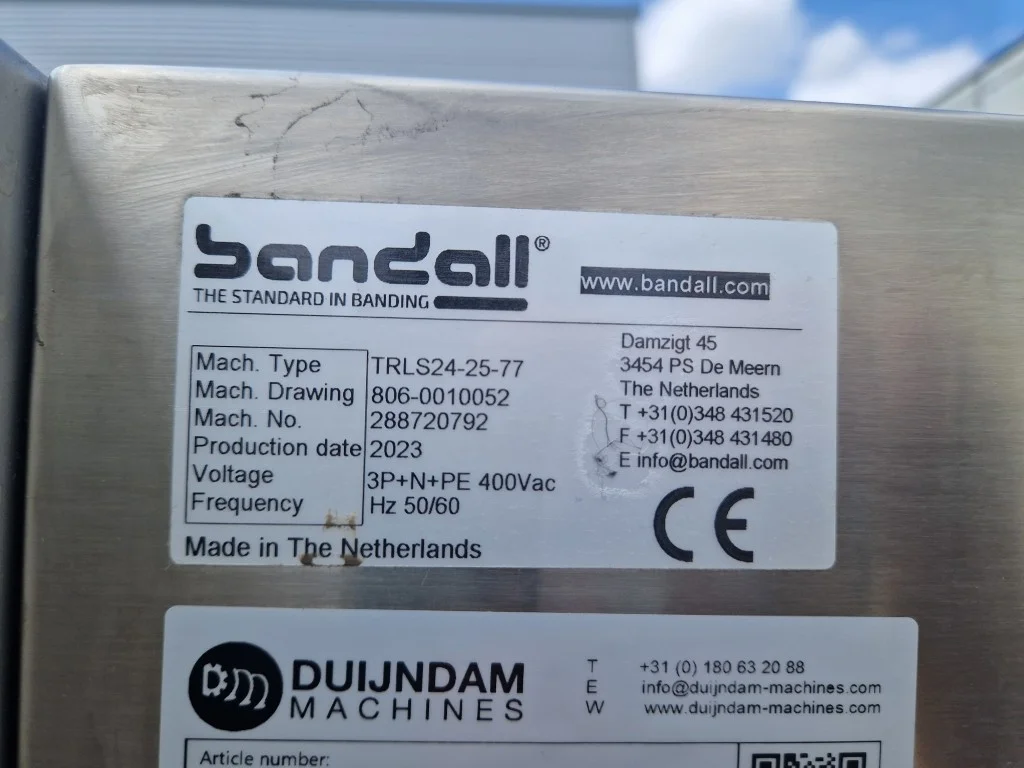 bandall®
THE STANDARD IN BANDING
www.bandall.com
Mach. Type TRLS24-25-77
Mach. Drawing 806-0010052
Mach. No. 288720792
Production date 2023
Voltage 3P+N+PE 400Vac
Frequency Hz 50/60
Made in The Netherlands
Damzigt 45
3454 PS De Meern
The Netherlands
T +31(0)348 431520
F +31(0)348 431480
E info@bandall.com
CE
DM
DUIJNDAM
MACHINES
T +31 (0) 180 63 20 88
E info@duijndam-machines.com
W www.duijndam-machines.com
Article number: